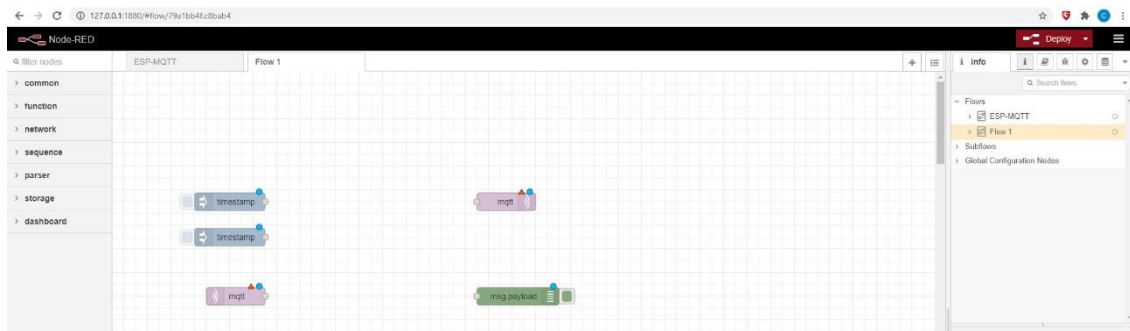 127.0.0.1:1880/#flow/79a1bb4f.c8bab4
Node-RED
Deploy
filter nodes
ESP-MQTT
Flow 1
i info
i
common
function
network
sequence
parser
storage
dashboard
timestamp
mqtt
timestamp
mqtt
msg.payload
Search flows
Flows
ESP-MQTT
Flow 1
Subflows
Global Configuration Nodes